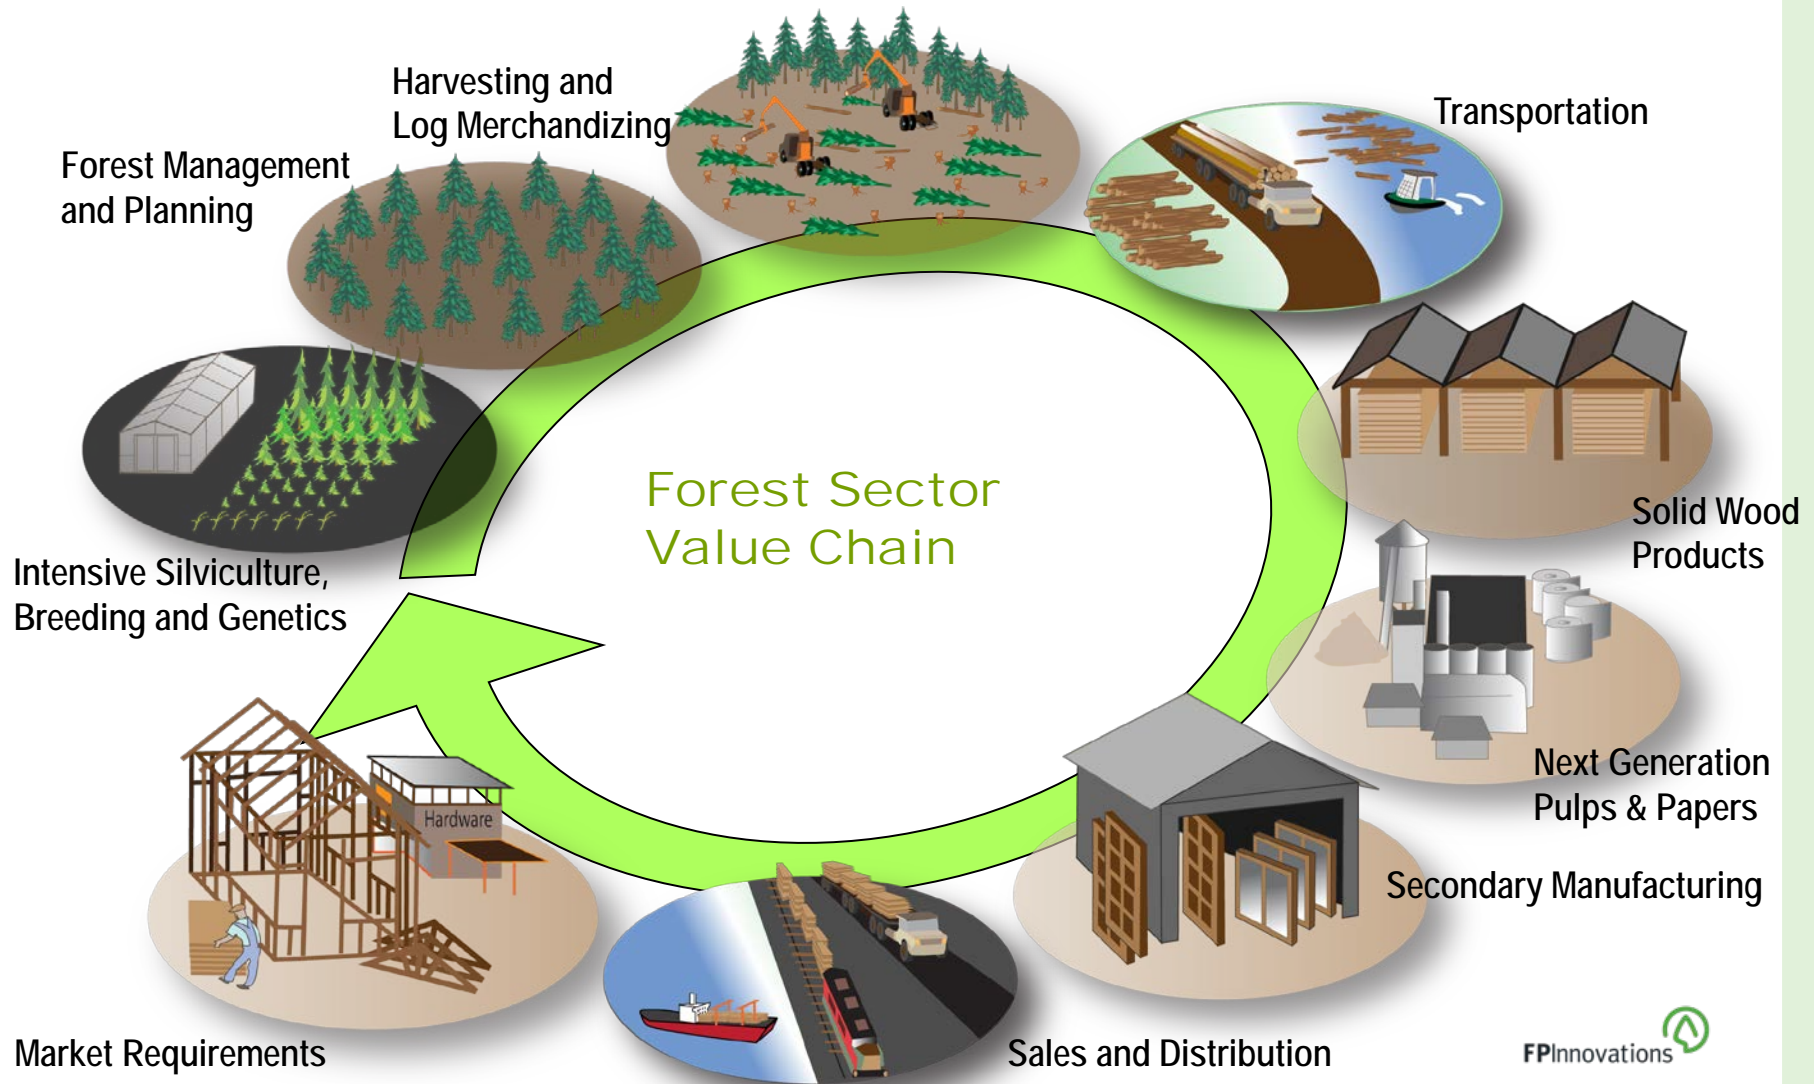 Harvesting and
Log Merchandizing
Transportation
Forest Management
and Planning
Forest Sector
Value Chain
Solid Wood
Products
Intensive Silviculture,
Breeding and Genetics
Next Generation
Pulps & Papers
Hardware
Secondary Manufacturing
Market Requirements
Sales and Distribution
FPInnovations